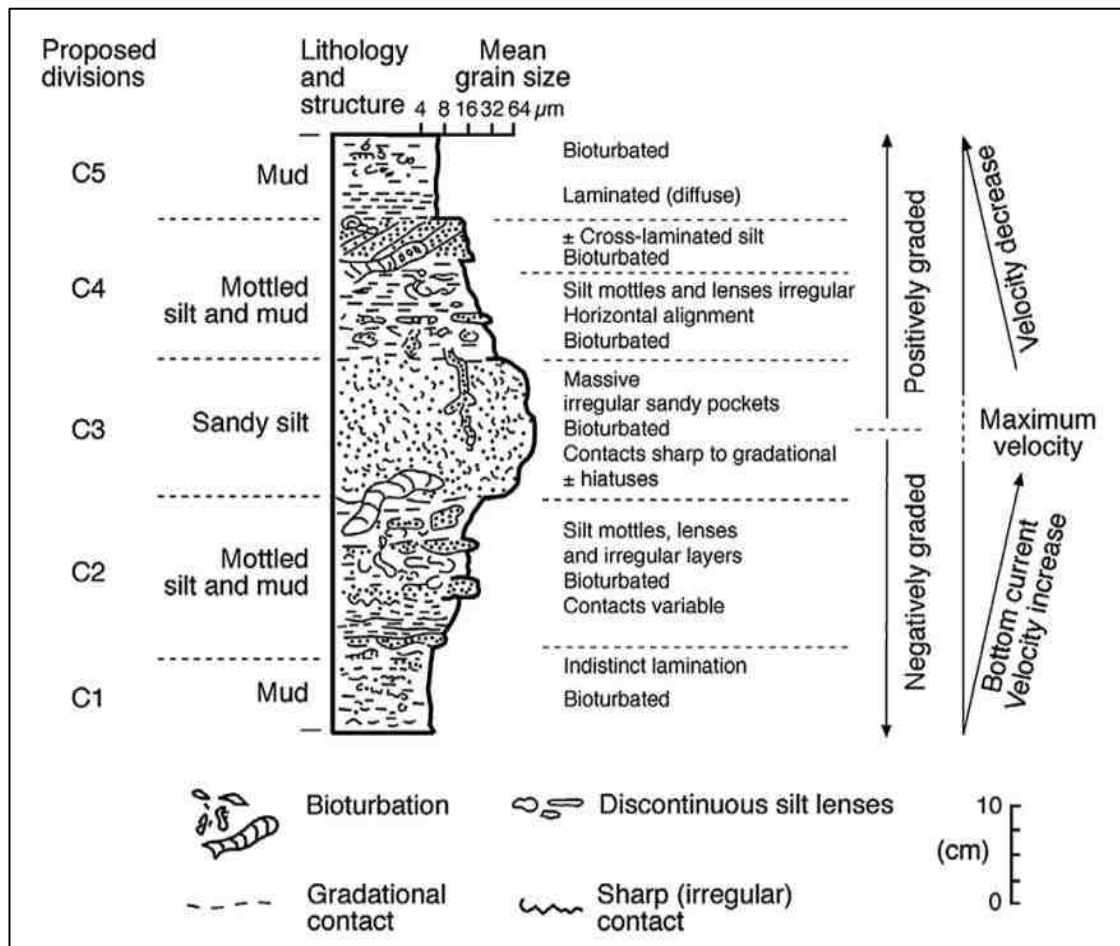 Proposed
divisions
Lithology
and
structure
Mean
grain size
4 8 16 32 64 µm
C5
Mud
Bioturbated
Laminated (diffuse)
C4
Mottled
silt and mud
± Cross-laminated silt
Bioturbated
Silt mottles and lenses irregular
Horizontal alignment
Bioturbated
C3
Sandy silt
Massive
irregular sandy pockets
Bioturbated
Contacts sharp to gradational
± hiatuses
C2
Mottled
silt and mud
Silt mottles, lenses
and irregular layers
Bioturbated
Contacts variable
C1
Mud
Indistinct lamination
Bioturbated
Positively graded
Negatively graded
Velocity decrease
Maximum
velocity
Bottom current
Velocity increase
Bioturbation
Discontinuous silt lenses
Gradational
contact
Sharp (irregular)
contact
10
(cm)
0